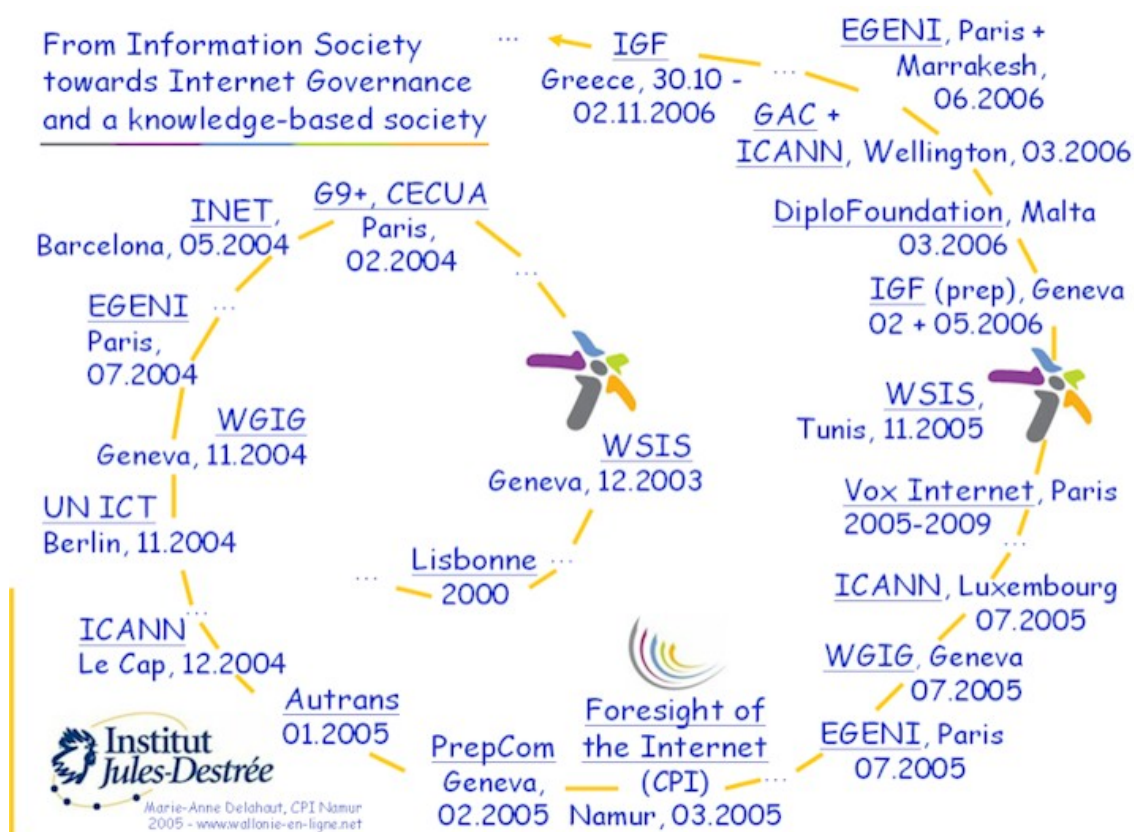 From Information Society
towards Internet Governance
and a knowledge-based society
...
IGF
Greece, 30.10 -
02.11.2006
...
EGENI, Paris +
Marrakesh,
06.2006
GAC +
ICANN, Wellington, 03.2006
DiploFoundation, Malta
03.2006
IGF (prep), Geneva
02 + 05.2006
WSIS,
Tunis, 11.2005
Vox Internet, Paris
2005-2009
...
ICANN, Luxembourg
07.2005
WGIG, Geneva
07.2005
EGENI, Paris
07.2005
...
Foresight of
the Internet
(CPI)
Namur, 03.2005
PrepCom
Geneva,
02.2005
Autrans
01.2005
ICANN
Le Cap, 12.2004
...
UN ICT
Berlin, 11.2004
WGIG
Geneva, 11.2004
EGENI
Paris,
07.2004
...
INET,
Barcelona, 05.2004
G9+, CECUA
Paris,
02.2004
...
WSIS
Geneva, 12.2003
...
Lisbonne
2000
...
Institut
Jules-Destrée
Marie-Anne Delahaut, CPI Namur
2005 - www.wallonie-en-ligne.net